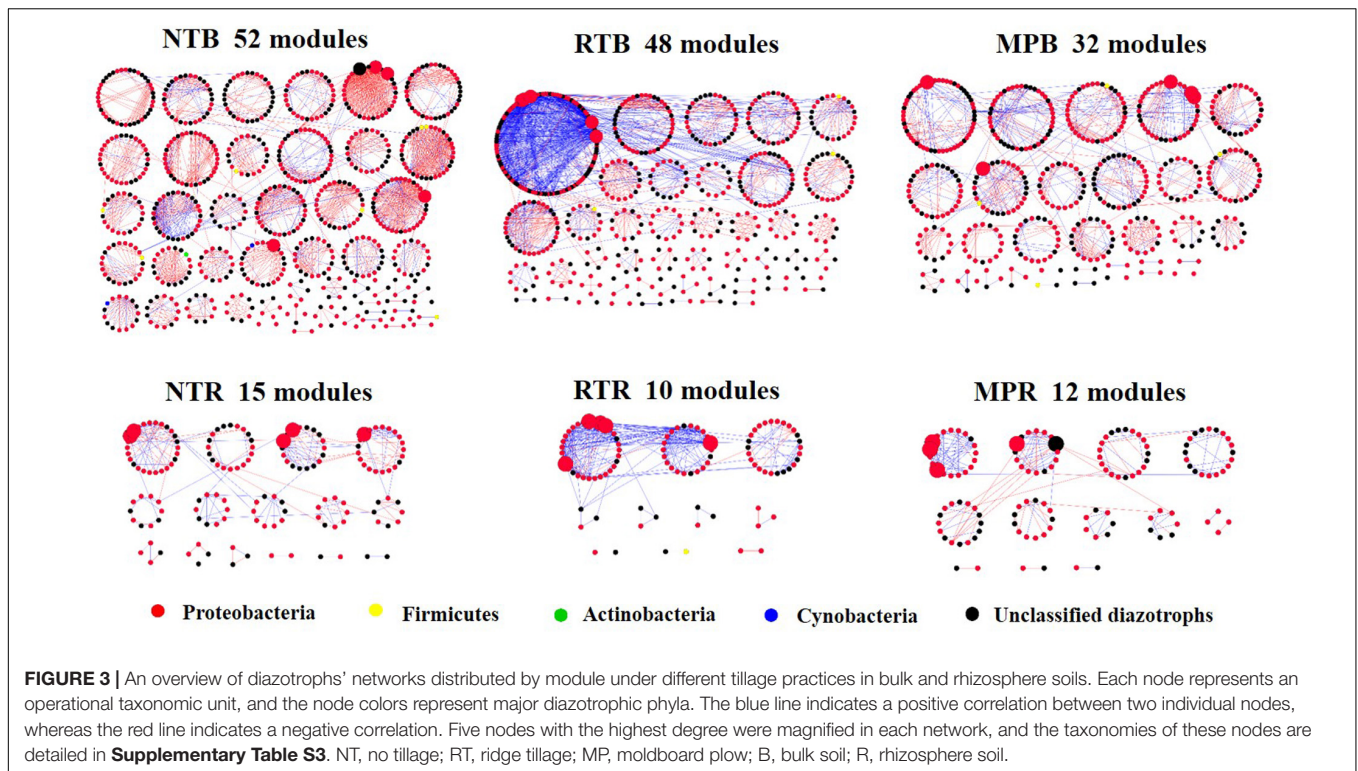 NTB 52 modules
RTB 48 modules
MPB 32 modules
NTR 15 modules
RTR 10 modules
MPR 12 modules
Proteobacteria
Firmicutes
Actinobacteria
Cynobacteria
Unclassified diazotrophs
FIGURE 3 | An overview of diazotrophs' networks distributed by module under different tillage practices in bulk and rhizosphere soils. Each node represents an
operational taxonomic unit, and the node colors represent major diazotrophic phyla. The blue line indicates a positive correlation between two individual nodes,
whereas the red line indicates a negative correlation. Five nodes with the highest degree were magnified in each network, and the taxonomies of these nodes are
detailed in Supplementary Table S3. NT, no tillage; RT, ridge tillage; MP, moldboard plow; B, bulk soil; R, rhizosphere soil.